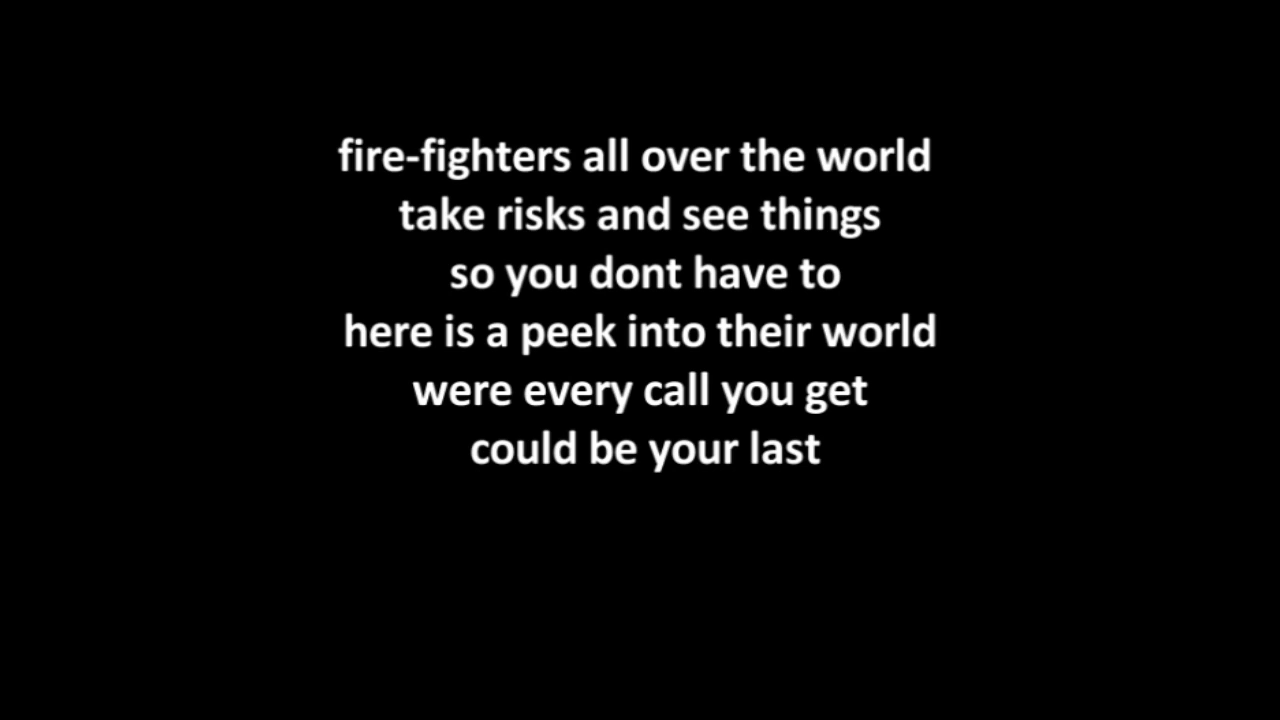 fire-fighters all over the world
take risks and see things
so you dont have to
here is a peek into their world
were every call you get
could be your last